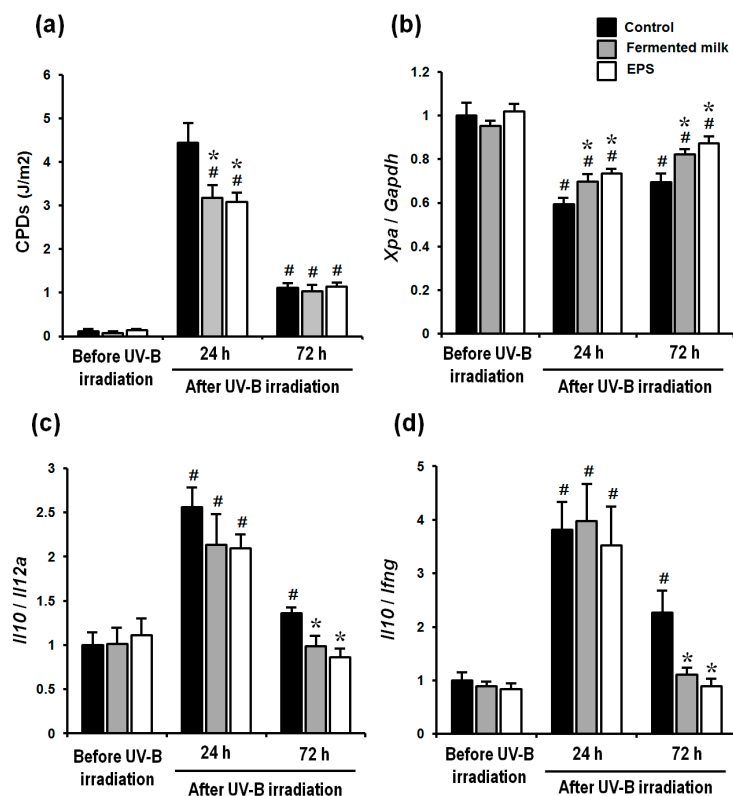 (a)
CPDs (J/m2)
6
5
4
3
2
1
0
* *
# #
# # #
Before UV-B
irradiation
24 h
72 h
After UV-B irradiation
(b)
Control
Fermented milk
EPS
Xpa / Gapdh
1.2
1
0.8
0.6
0.4
0.2
0
* *
# # #
* *
# # #
Before UV-B
irradiation
24 h
72 h
After UV-B irradiation
(c)
Il10 / Il12a
3
2.5
2
1.5
1
0.5
0
# # #
# * *
Before UV-B
irradiation
24 h
72 h
After UV-B irradiation
(d)
Il10 / Ifng
5
4
3
2
1
0
# # #
# * *
Before UV-B
irradiation
24 h
72 h
After UV-B irradiation